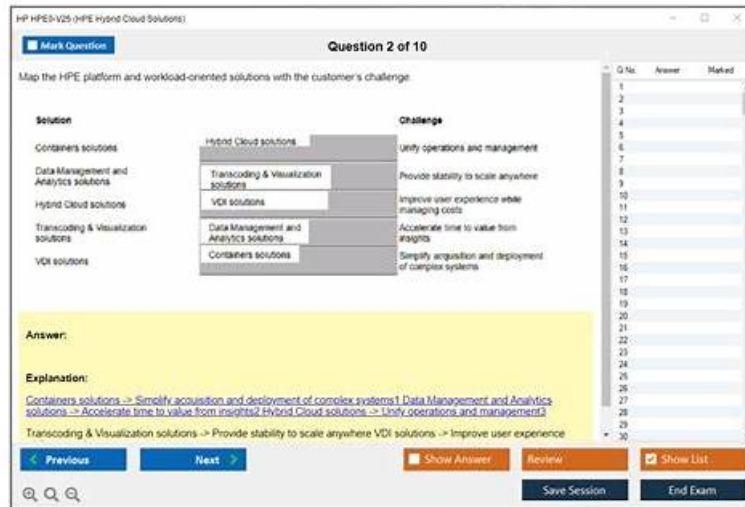 HP HPE0-V25 (HPE Hybrid Cloud Solutions)
Mark Question
Question 2 of 10
Map the HPE platform and workload-oriented solutions with the customer's challenge.
Q No. Answer Marked
Solution
Challenge
Containers solutions
Hybrid Cloud solutions
Unify operations and management
Data Management and
Analytics solutions
Transcoding & Visualization
solutions
Provide stability to scale anywhere
Hybrid Cloud solutions
VDI solutions
Improve user experience while
managing costs
Transcoding & Visualization
solutions
Data Management and
Analytics solutions
Accelerate time to value from
insights
VDI solutions
Containers solutions
Simplify acquisition and deployment
of complex systems
1
2
3
4
5
6
7
8
9
10
11
12
13
14
15
16
17
18
19
20
21
22
23
24
25
26
27
28
29
30
Answer:
Explanation:
Containers solutions -> Simplify acquisition and deployment of complex systems1 Data Management and Analytics
solutions -> Accelerate time to value from insights2 Hybrid Cloud solutions -> Unify operations and management3
Transcoding & Visualization solutions -> Provide stability to scale anywhere VDI solutions -> Improve user experience
Previous
Next
Show Answer
Review
Show List
Save Session
End Exam